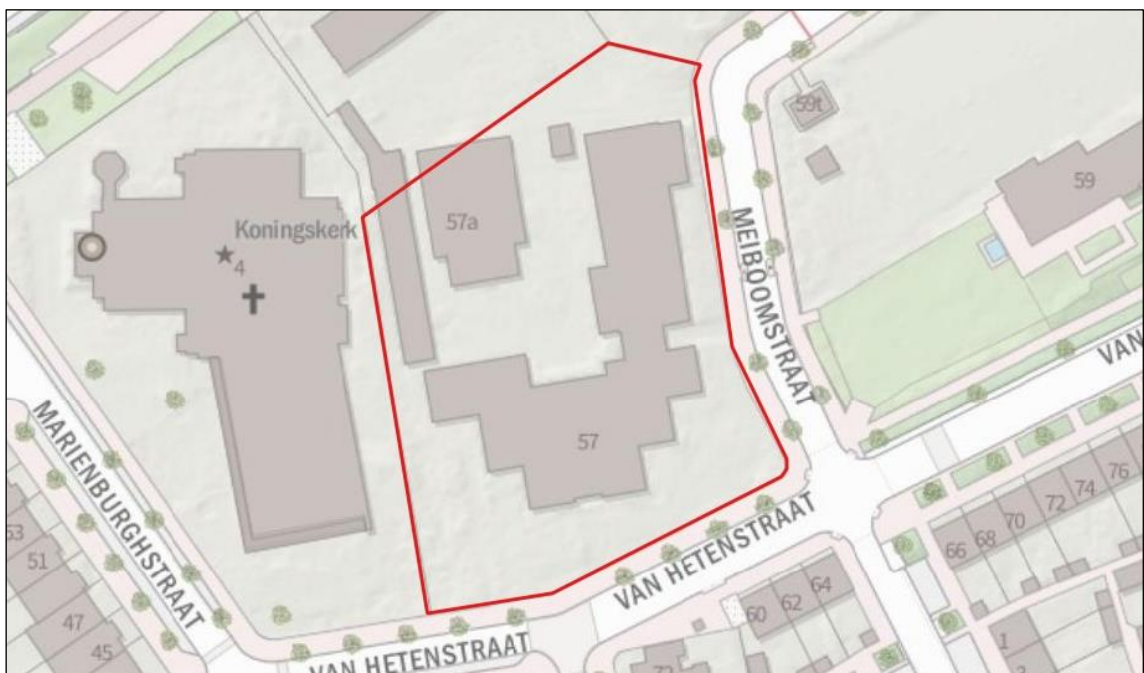 59t
59
57a
Koningskerk
4
MEIBOOMSTRAAT
VAN
57
MARIENBURGHSTRAAT
VAN HETENSTRAAT
76
74
72
70
68
66
64
62
60
53
51
47
45
1
VAN HETENSTRAAT